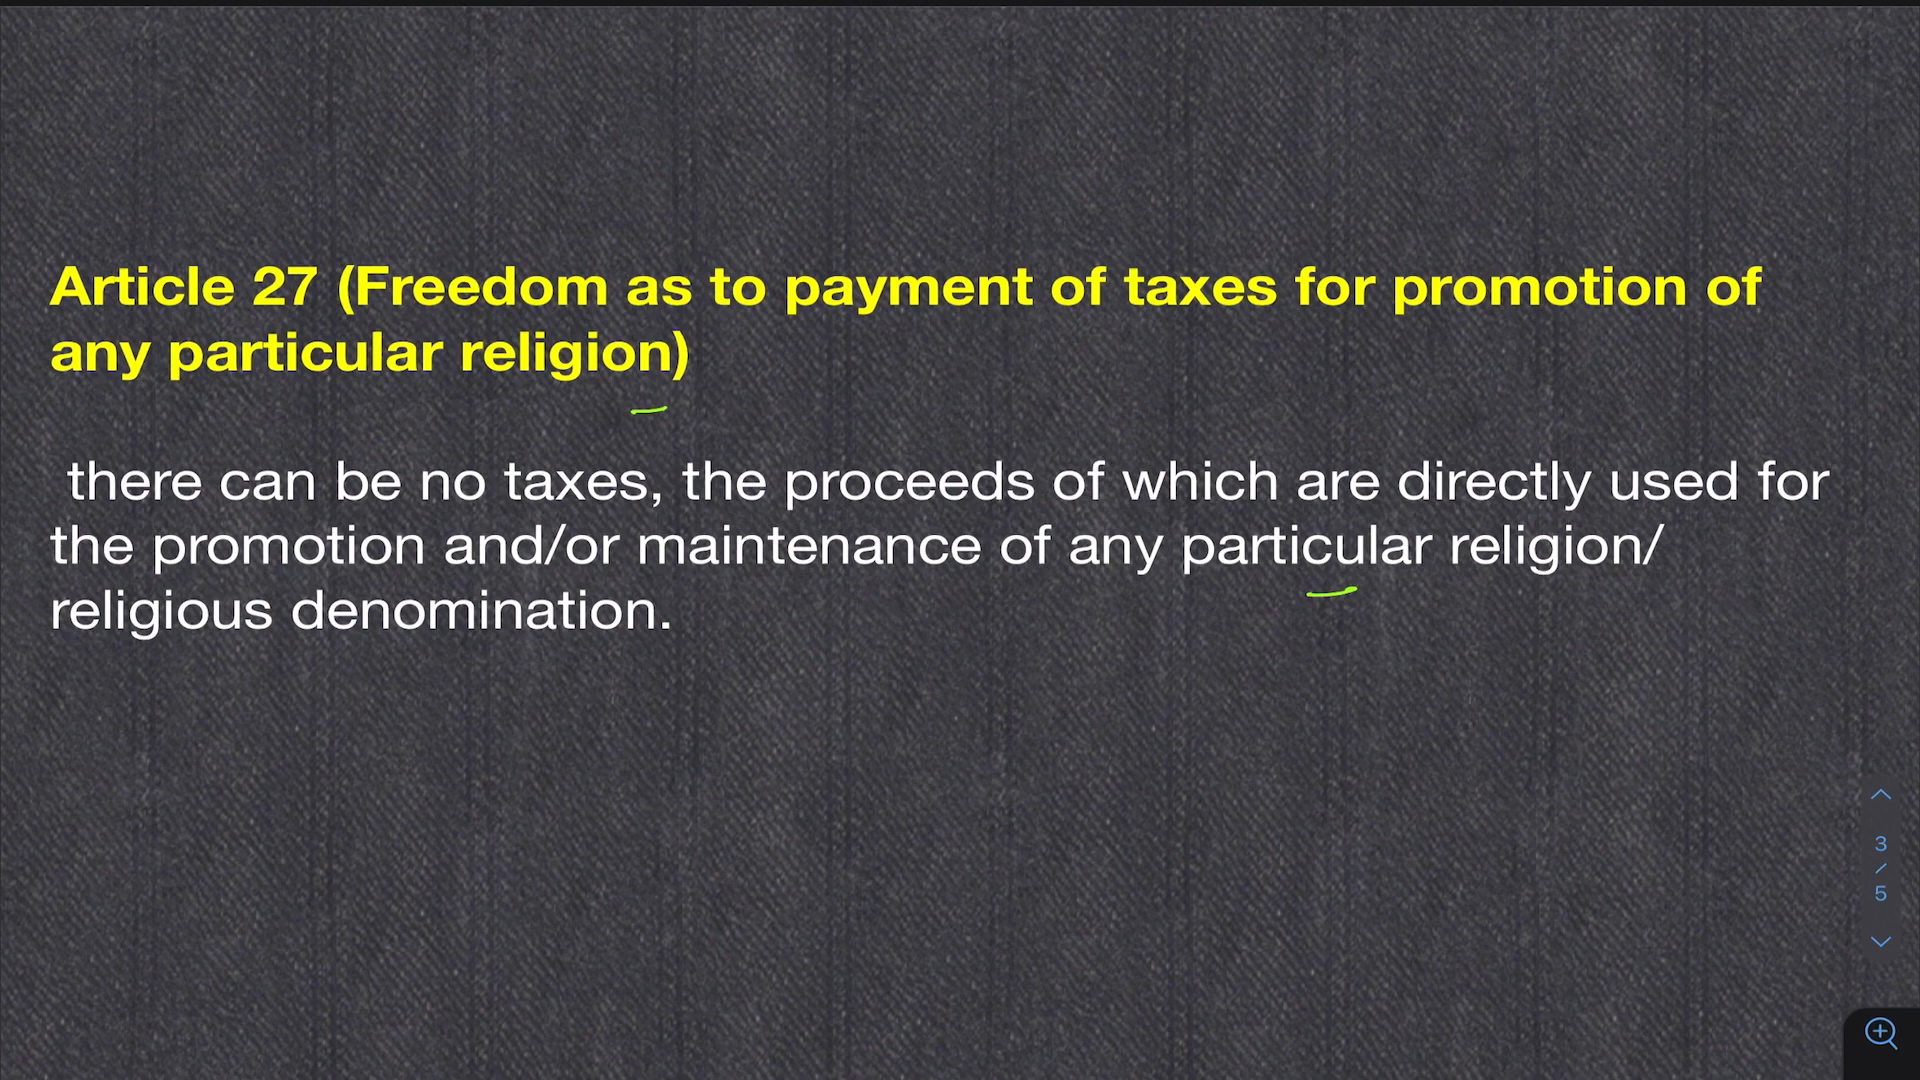 Article 27 (Freedom as to payment of taxes for promotion of
any particular religion)
there can be no taxes, the proceeds of which are directly used for
the promotion and/or maintenance of any particular religion/
religious denomination.
3
/
5